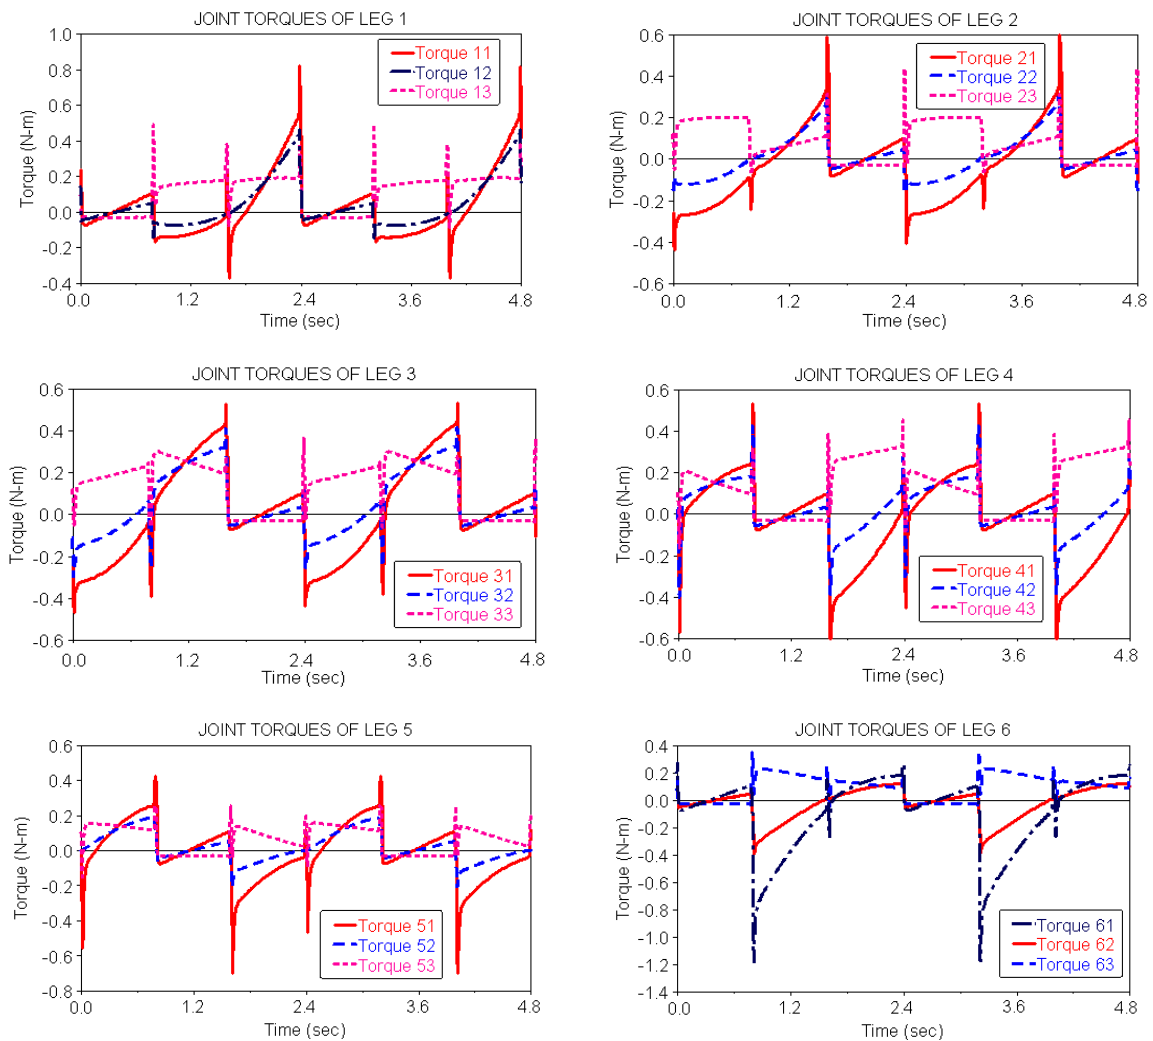 JOINT TORQUES OF LEG 1
1.0
0.8
0.6
0.4
0.2
0.0
-0.2
-0.4
Torque (N-m)
Torque 11
Torque 12
Torque 13
0.0 1.2 2.4 3.6 4.8
Time (sec)
JOINT TORQUES OF LEG 2
0.6
0.4
0.2
0.0
-0.2
-0.4
-0.6
Torque (N-m)
Torque 21
Torque 22
Torque 23
0.0 1.2 2.4 3.6 4.8
Time (sec)
JOINT TORQUES OF LEG 3
0.6
0.4
0.2
0.0
-0.2
-0.4
-0.6
Torque (N-m)
Torque 31
Torque 32
Torque 33
0.0 1.2 2.4 3.6 4.8
Time (sec)
JOINT TORQUES OF LEG 4
0.6
0.4
0.2
0.0
-0.2
-0.4
-0.6
Torque (N-m)
Torque 41
Torque 42
Torque 43
0.0 1.2 2.4 3.6 4.8
Time (sec)
JOINT TORQUES OF LEG 5
0.6
0.4
0.2
0.0
-0.2
-0.4
-0.6
-0.8
Torque (N-m)
Torque 51
Torque 52
Torque 53
0.0 1.2 2.4 3.6 4.8
Time (sec)
JOINT TORQUES OF LEG 6
0.4
0.2
0.0
-0.2
-0.4
-0.6
-0.8
-1.0
-1.2
-1.4
Torque (N-m)
Torque 61
Torque 62
Torque 63
0.0 1.2 2.4 3.6 4.8
Time (sec)